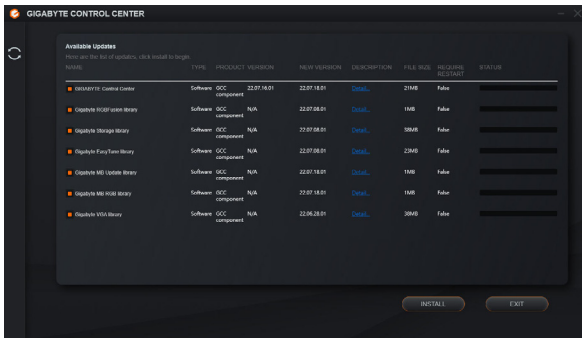 GIGABYTE CONTROL CENTER
Available Updates
Here are the list of updates, click install to begin
NAME TYPE PRODUCT VERSION NEW VERSION DESCRIPTION FILE SIZE REQUIRE RESTART STATUS
GIGABYTE Control Center Software GCC component 22.07.16.01 22.07.18.01 Detail... 21MB False
Gigabyte RGBFusion library Software GCC component N/A 22.07.08.01 Detail... 1MB False
Gigabyte Storage library Software GCC component N/A 22.07.08.01 Detail... 38MB False
Gigabyte EasyTune library Software GCC component N/A 22.07.08.01 Detail... 23MB False
Gigabyte MB Update library Software GCC component N/A 22.07.18.01 Detail... 1MB False
Gigabyte MB RGB library Software GCC component N/A 22.07.18.01 Detail... 1MB False
Gigabyte VGA library Software GCC component N/A 22.06.28.01 Detail... 38MB False
INSTALL EXIT